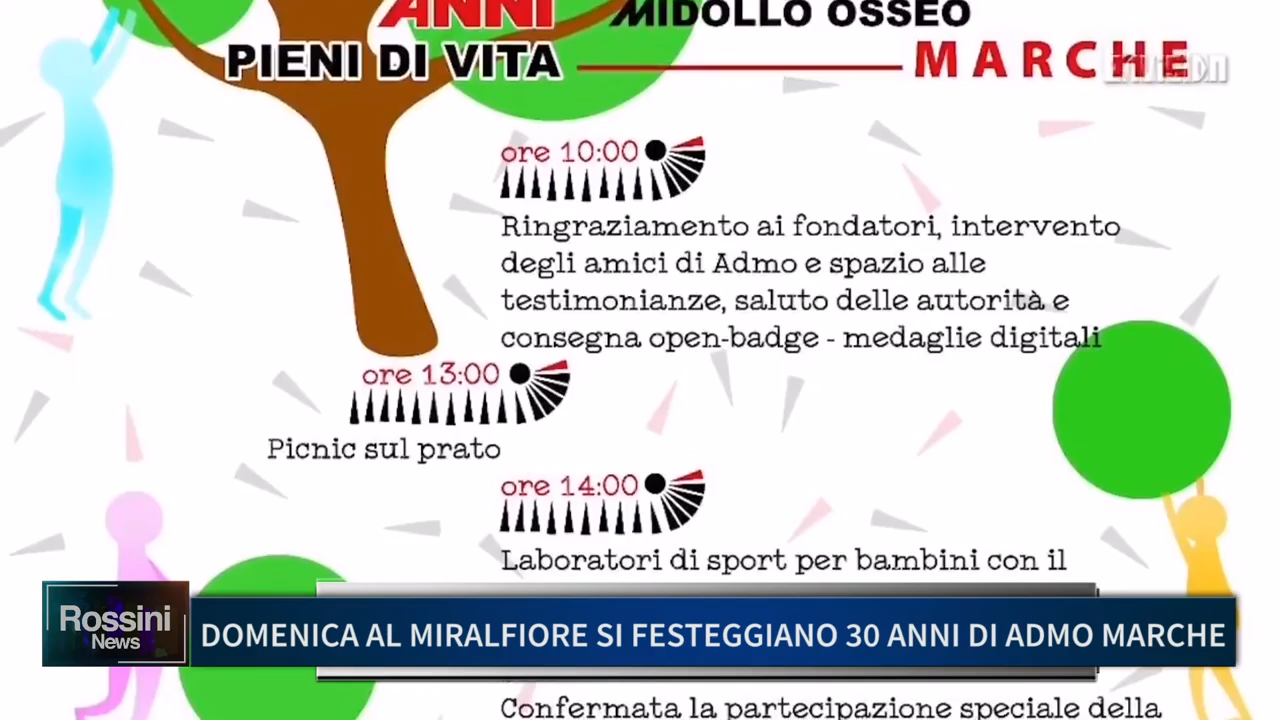 ANNI
MIDOLLO OSSEO
PIENI DI VITA
MARCHE
ore 10:00
Ringraziamento ai fondatori, intervento
degli amici di Admo e spazio alle
testimonianze, saluto delle autorità e
consegna open-badge - medaglie digitali
ore 13:00
Picnic sul prato
ore 14:00
Laboratori di sport per bambini con il
Rossini
News
DOMENICA AL MIRALFIORE SI FESTEGGIANO 30 ANNI DI ADMO MARCHE
Confermata la partecipazione speciale della